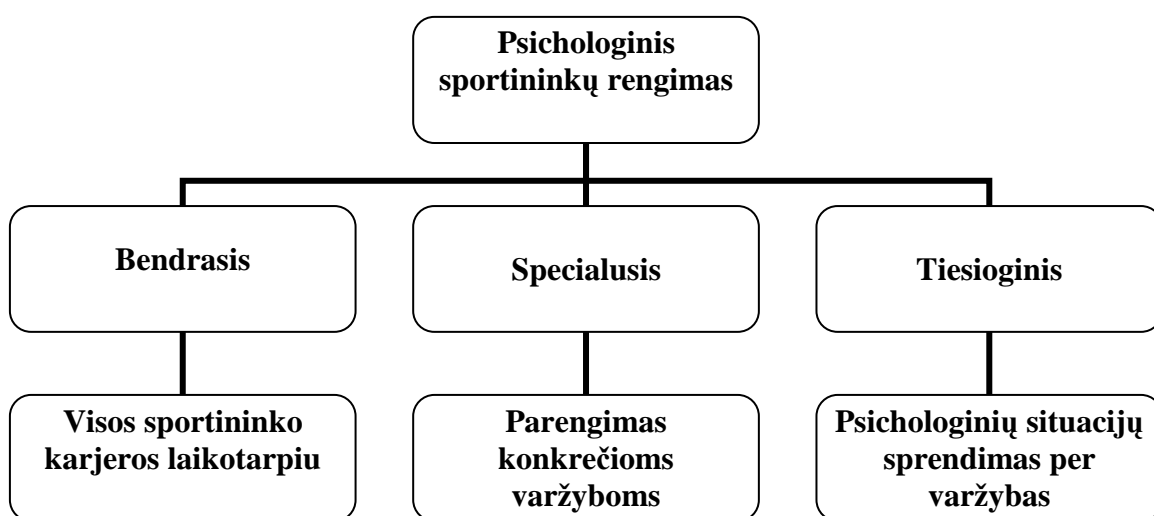 Psichologinis
sportininkų rengimas
Bendrasis
Specialusis
Tiesioginis
Visos sportininko
karjeros laikotarpiu
Parengimas
konkrečioms
varžyboms
Psichologinių situacijų
sprendimas per
varžybas